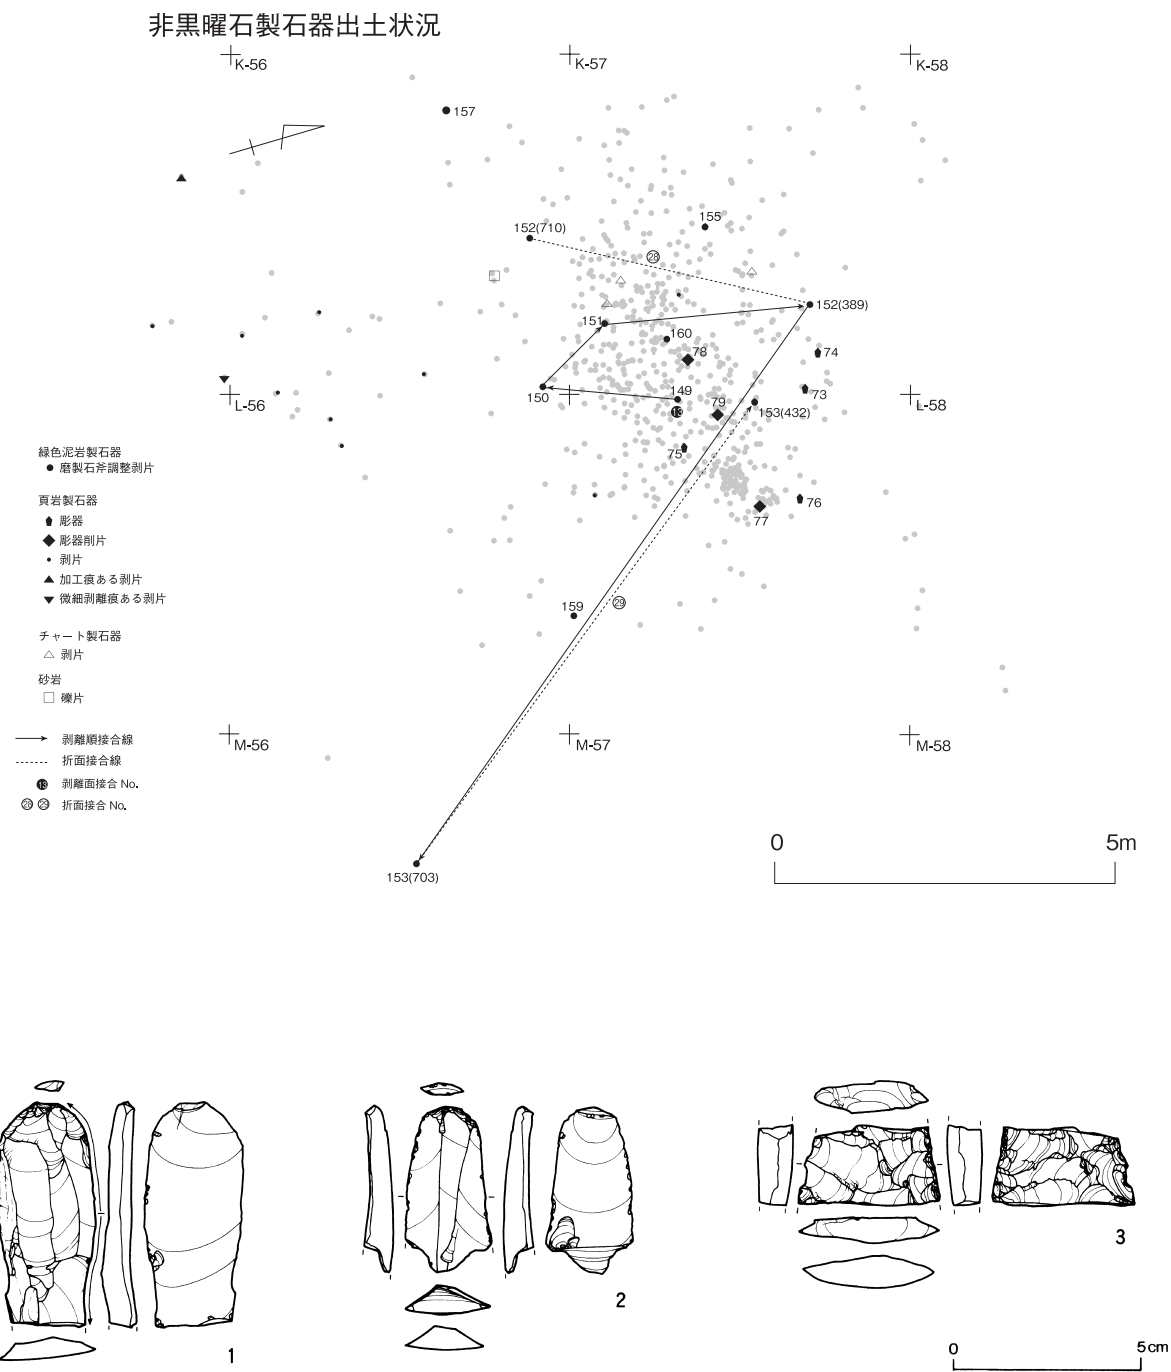 非黒曜石製石器出土状況
K-56
K-57
K-58
157
155
152(710)
28
152(389)
151
160
78
74
150
149
73
L-56
13
79
153(432)
L-58
75
76
77
159
29
M-56
M-57
M-58
153(703)
緑色泥岩製石器
磨製石斧調整剥片
頁岩製石器
彫器
彫器削片
剥片
加工痕ある剥片
微細剥離痕ある剥片
チャート製石器
剥片
砂岩
礫片
剥離順接合線
折面接合線
13 剥離面接合 No.
28 29 折面接合 No.
0 5m
1
2
3
0 5cm